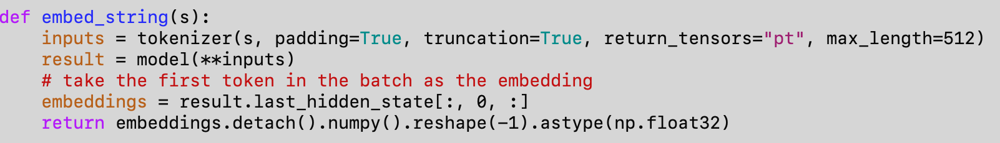 def embed_string(s):
    inputs = tokenizer(s, padding=True, truncation=True, return_tensors="pt", max_length=512)
    result = model(**inputs)
    # take the first token in the batch as the embedding
    embeddings = result.last_hidden_state[:, 0, :]
    return embeddings.detach().numpy().reshape(-1).astype(np.float32)